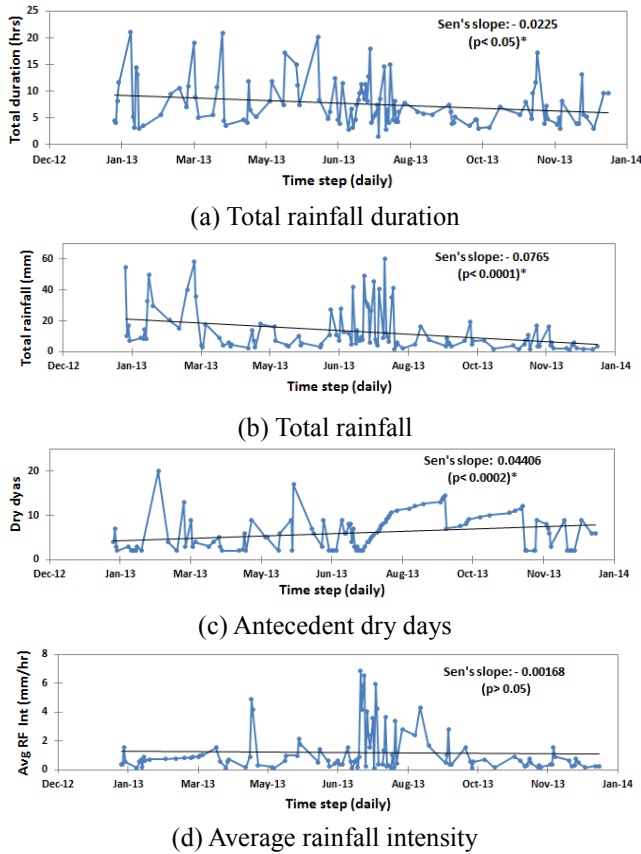 Sen's slope: - 0.0225
(p< 0.05)*
Total duration (hrs)
25
20
15
10
5
0
Dec-12 Jan-13 Mar-13 May-13 Jun-13 Aug-13 Oct-13 Nov-13 Jan-14
Time step (daily)
(a) Total rainfall duration
Sen's slope: - 0.0765
(p< 0.0001)*
Total rainfall (mm)
60
40
20
0
Dec-12 Jan-13 Mar-13 May-13 Jun-13 Aug-13 Oct-13 Nov-13 Jan-14
Time step (daily)
(b) Total rainfall
Sen's slope: 0.04406
(p< 0.0002)*
Dry dyas
20
10
0
Dec-12 Jan-13 Mar-13 May-13 Jun-13 Aug-13 Oct-13 Nov-13 Jan-14
Time step (daily)
(c) Antecedent dry days
Sen's slope: - 0.00168
(p> 0.05)
Avg RF Int (mm/hr)
8
6
4
2
0
Dec-12 Jan-13 Mar-13 May-13 Jun-13 Aug-13 Oct-13 Nov-13 Jan-14
Time step (daily)
(d) Average rainfall intensity